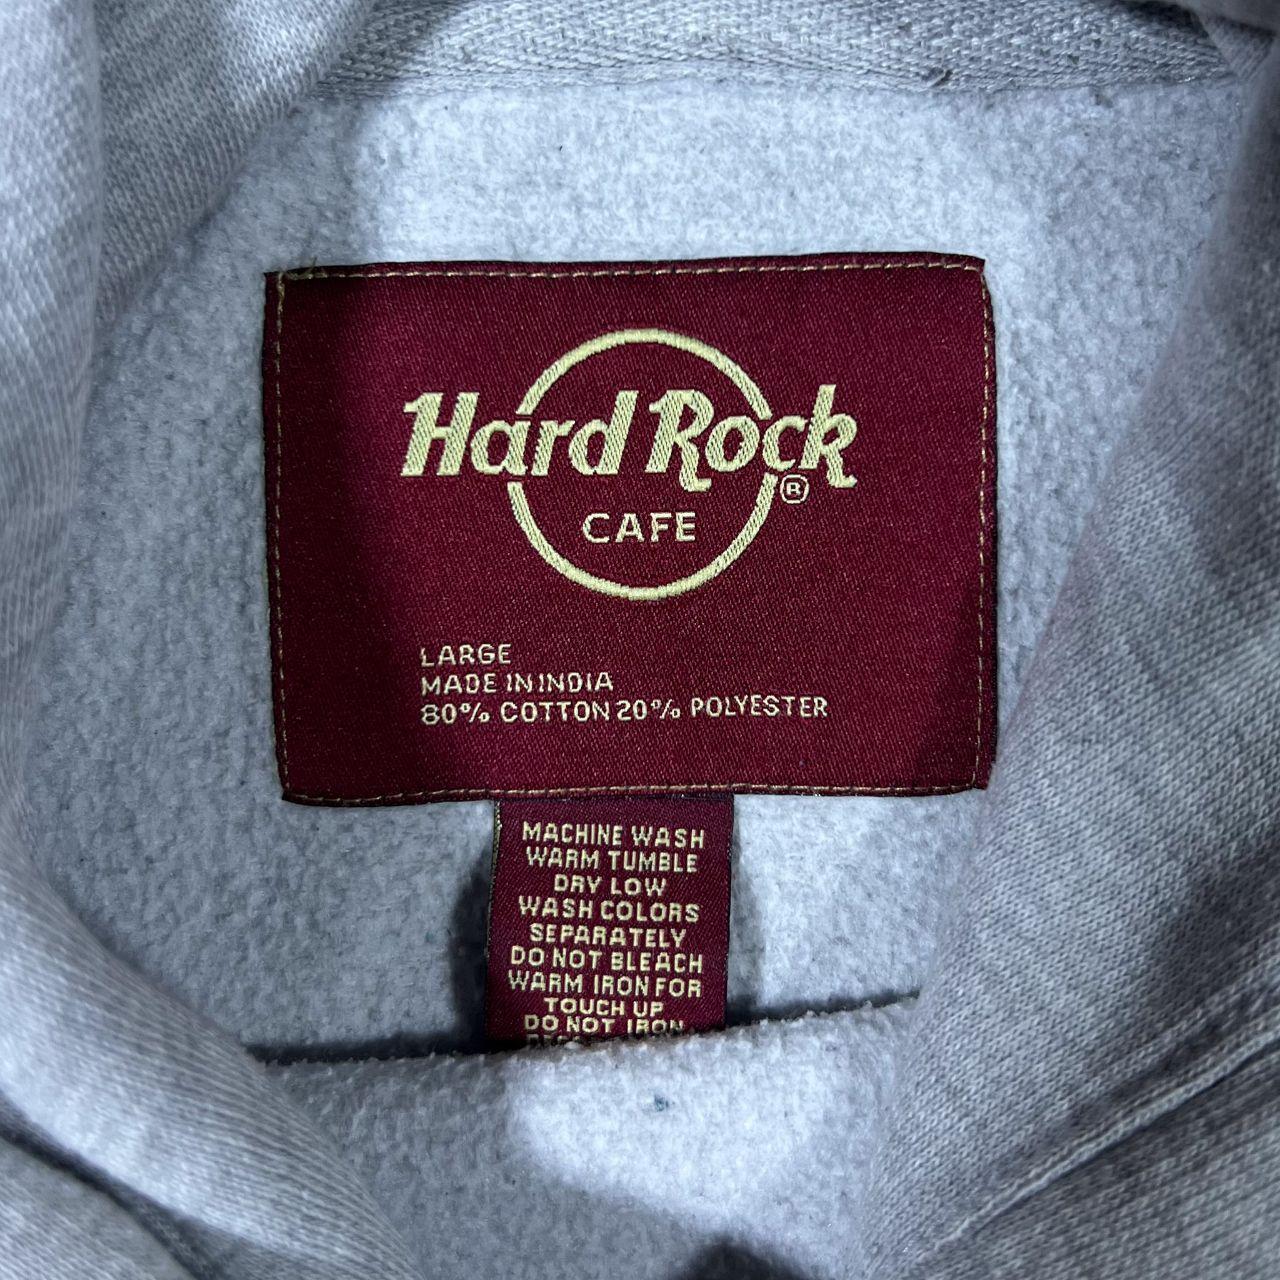 Hard Rock
®
CAFE
LARGE
MADE IN INDIA
80% COTTON 20% POLYESTER
MACHINE WASH
WARM TUMBLE
DRY LOW
WASH COLORS
SEPARATELY
DO NOT BLEACH
WARM IRON FOR
TOUCH UP
DO NOT IRON